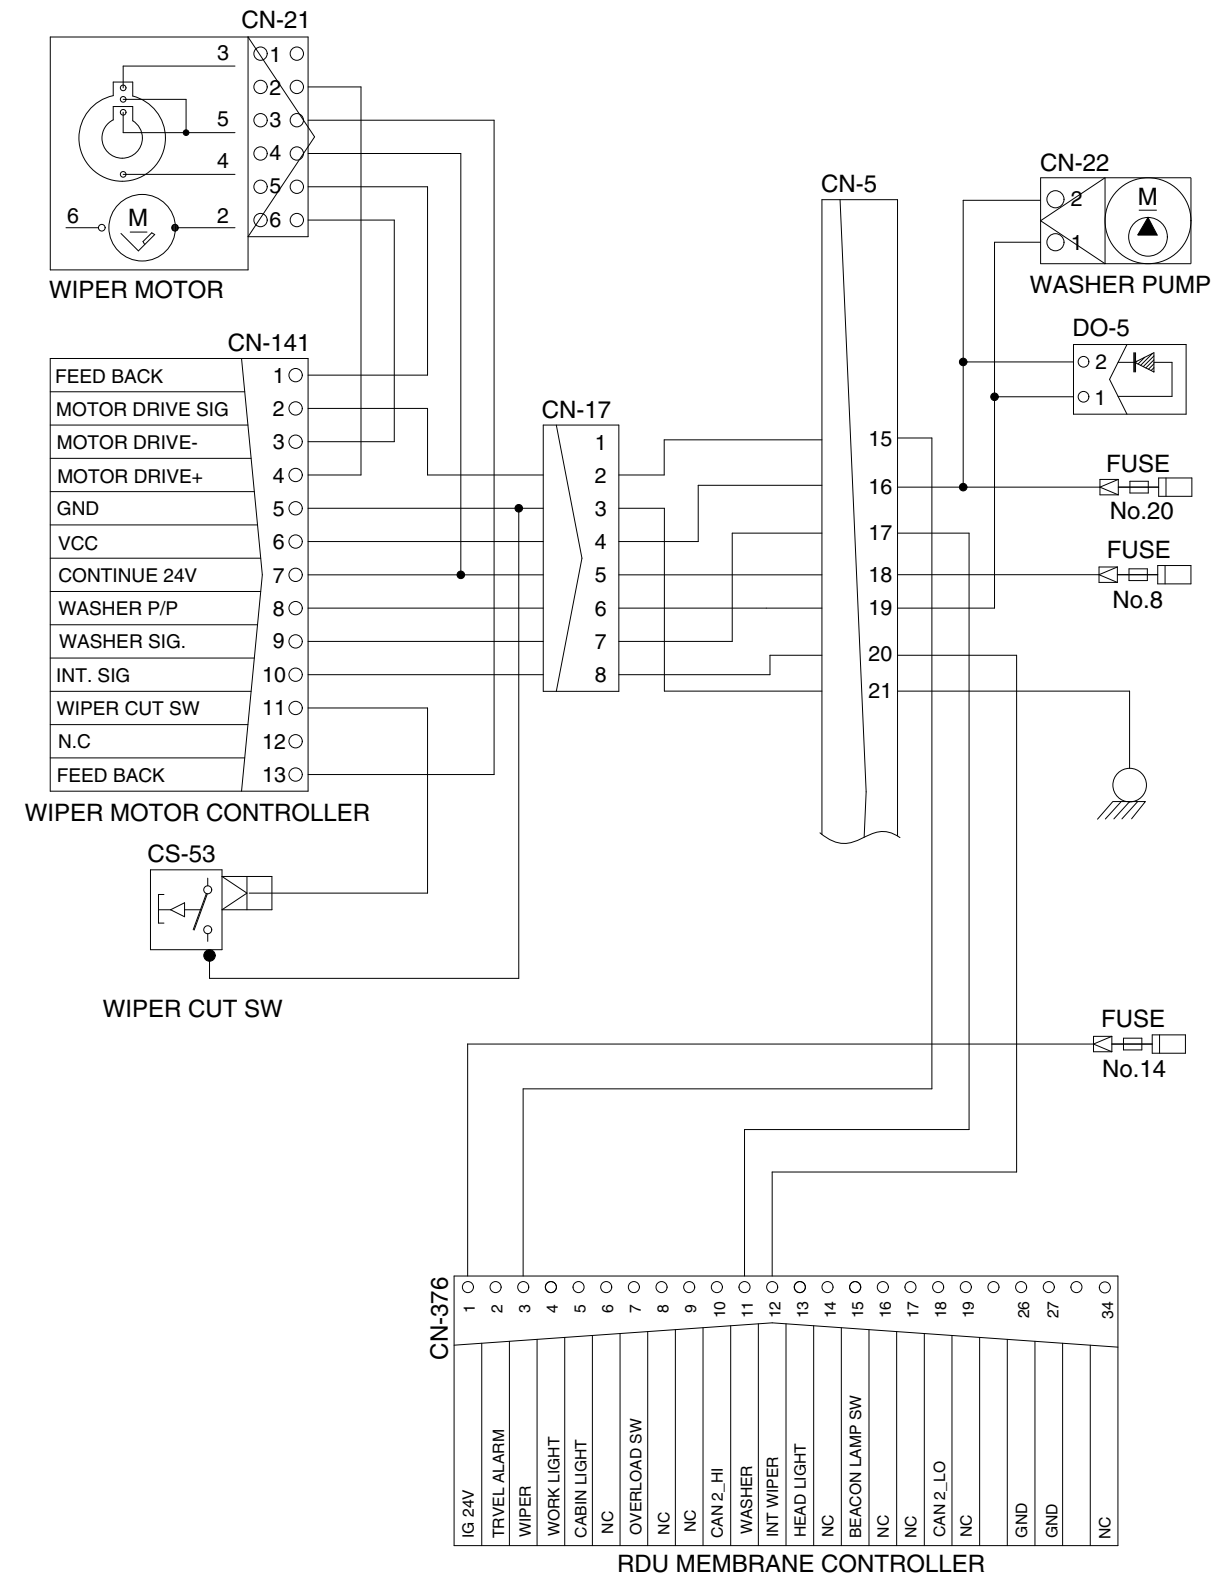 CN-21
3
5
4
6
M
2
1
2
3
4
5
6
WIPER MOTOR
CN-141
FEED BACK 1
MOTOR DRIVE SIG 2
MOTOR DRIVE- 3
MOTOR DRIVE+ 4
GND 5
VCC 6
CONTINUE 24V 7
WASHER P/P 8
WASHER SIG. 9
INT. SIG 10
WIPER CUT SW 11
N.C 12
FEED BACK 13
WIPER MOTOR CONTROLLER
CS-53
WIPER CUT SW
CN-17
1
2
3
4
5
6
7
8
CN-5
15
16
17
18
19
20
21
CN-22
2
1
M
WASHER PUMP
DO-5
2
1
FUSE
No.20
FUSE
No.8
FUSE
No.14
CN-376
1 2 3 4 5 6 7 8 9 10 11 12 13 14 15 16 17 18 19 26 27 34
IG 24V
TRVEL ALARM
WIPER
WORK LIGHT
CABIN LIGHT
NC
OVERLOAD SW
NC
NC
CAN 2_HI
WASHER
INT WIPER
HEAD LIGHT
NC
BEACON LAMP SW
NC
NC
CAN 2_LO
NC
GND
GND
NC
RDU MEMBRANE CONTROLLER